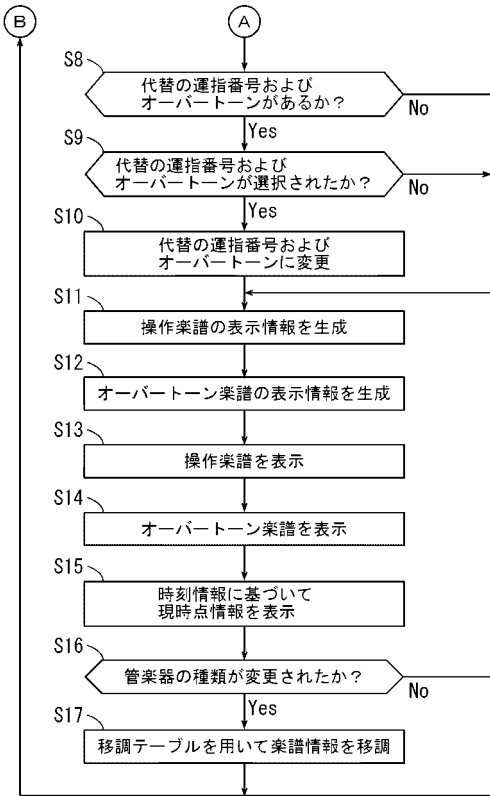 B
A
S8
代替の運指番号および
オーバートーンがあるか?
No
Yes
S9
代替の運指番号および
オーバートーンが選択されたか?
No
Yes
S10
代替の運指番号および
オーバートーンに変更
S11
操作楽譜の表示情報を生成
S12
オーバートーン楽譜の表示情報を生成
S13
操作楽譜を表示
S14
オーバートーン楽譜を表示
S15
時刻情報に基づいて
現時点情報を表示
S16
管楽器の種類が変更されたか?
No
Yes
S17
移調テーブルを用いて楽譜情報を移調